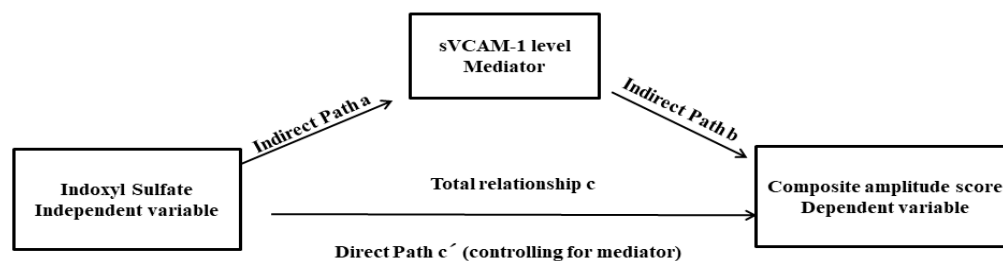 sVCAM-1 level
Mediator
Indirect Path a
Indirect Path b
Indoxyl Sulfate
Independent variable
Total relationship c
Composite amplitude score
Dependent variable
Direct Path c´ (controlling for mediator)